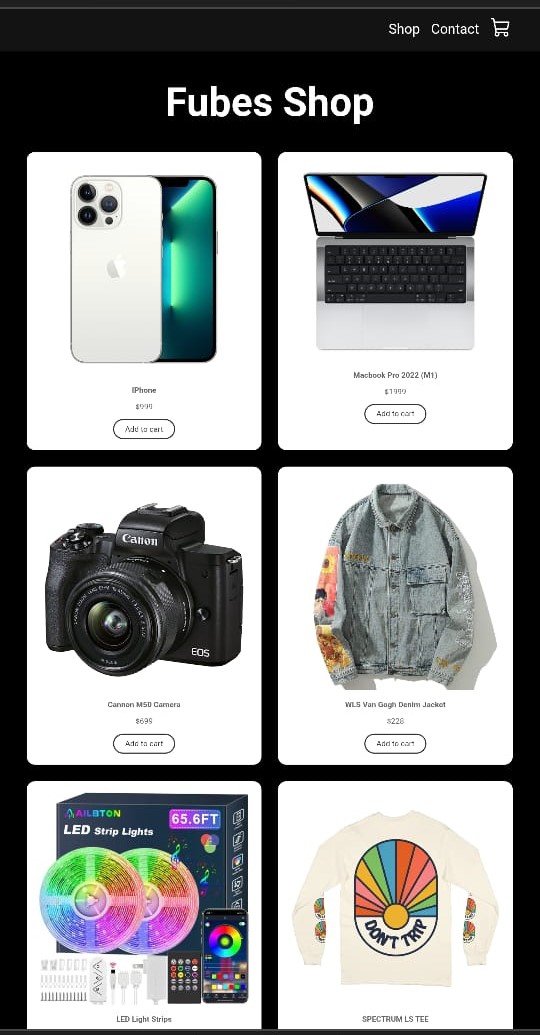 Shop Contact
Fubes Shop
IPhone
$999
Add to cart
Macbook Pro 2022 (M1)
$1999
Add to cart
Canon
EOS
Cannon M50 Camera
$699
Add to cart
WLS Van Gogh Denim Jacket
$228
Add to cart
AILBTON
65.6FT
LED Strip Lights
LED Light Strips
DON'T TRIP
SPECTRUM LS TEE